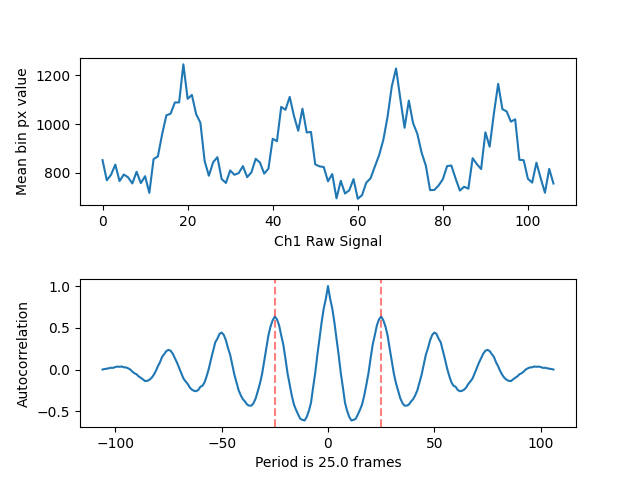 1200
1000
800
Mean bin px value
0 20 40 60 80 100
Ch1 Raw Signal
1.0
0.5
0.0
−0.5
Autocorrelation
−100 −50 0 50 100
Period is 25.0 frames